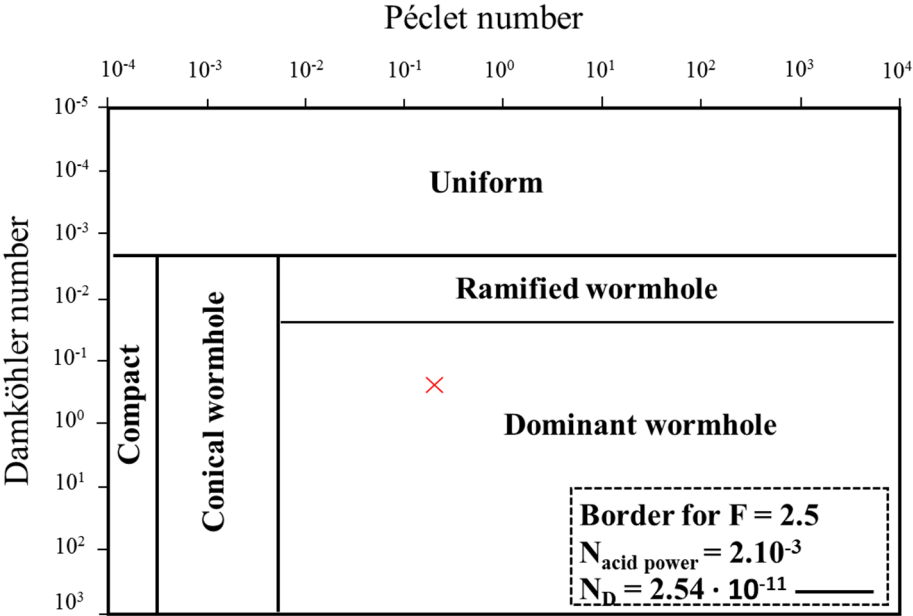 Péclet number
10⁻⁴ 10⁻³ 10⁻² 10⁻¹ 10⁰ 10¹ 10² 10³ 10⁴
Damköhler number
10⁻⁵
10⁻⁴
10⁻³
10⁻²
10⁻¹
10⁰
10¹
10²
10³
Uniform
Ramified wormhole
Compact
Conical wormhole
Dominant wormhole
Border for F = 2.5
N_acid power = 2.10⁻³
N_D = 2.54 · 10⁻¹¹